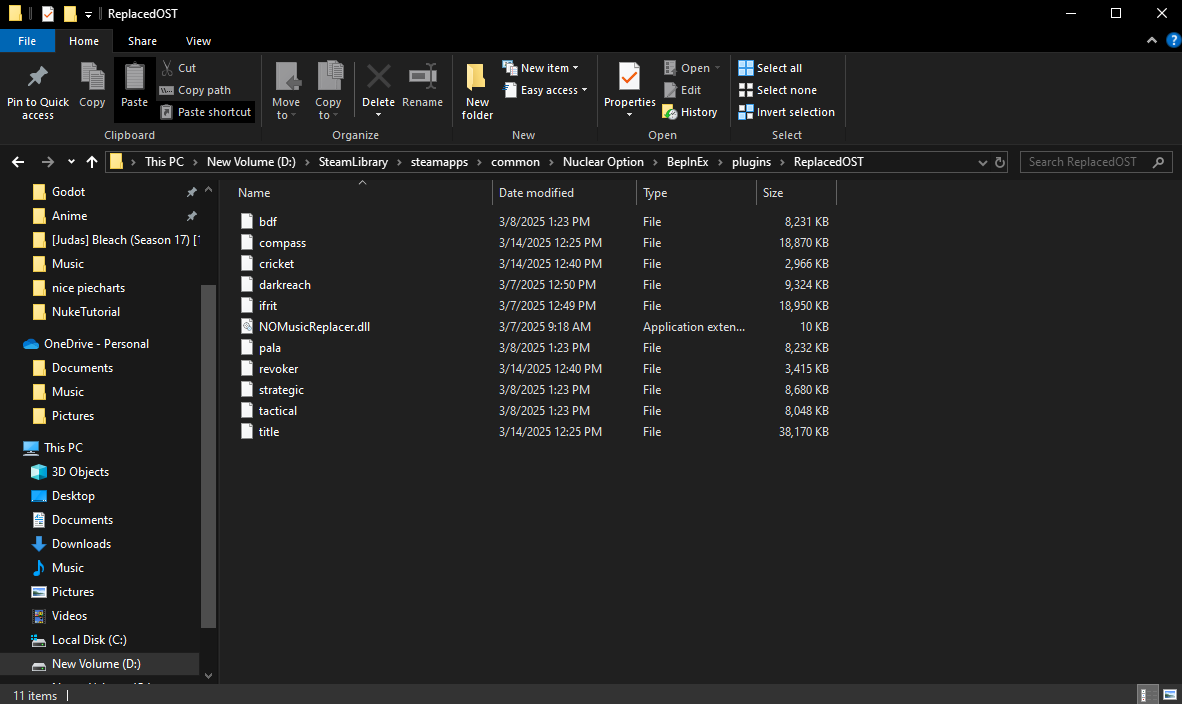 ReplacedOST
File Home Share View
Pin to Quick access
Copy
Paste
Cut
Copy path
Paste shortcut
Clipboard
Move to
Copy to
Delete
Rename
Organize
New folder
New item
Easy access
New
Properties
Open
Edit
History
Open
Select all
Select none
Invert selection
Select
This PC > New Volume (D:) > SteamLibrary > steamapps > common > Nuclear Option > BepInEx > plugins > ReplacedOST
Search ReplacedOST
Godot
Anime
[Judas] Bleach (Season 17) [1
Music
nice piecharts
NukeTutorial
OneDrive - Personal
Documents
Music
Pictures
This PC
3D Objects
Desktop
Documents
Downloads
Music
Pictures
Videos
Local Disk (C:)
New Volume (D:)
Name Date modified Type Size
bdf 3/8/2025 1:23 PM File 8,231 KB
compass 3/14/2025 12:25 PM File 18,870 KB
cricket 3/14/2025 12:40 PM File 2,966 KB
darkreach 3/7/2025 12:50 PM File 9,324 KB
ifrit 3/7/2025 12:49 PM File 18,950 KB
NOMusicReplacer.dll 3/7/2025 9:18 AM Application exten... 10 KB
pala 3/8/2025 1:23 PM File 8,232 KB
revoker 3/14/2025 12:40 PM File 3,415 KB
strategic 3/8/2025 1:23 PM File 8,680 KB
tactical 3/8/2025 1:23 PM File 8,048 KB
title 3/14/2025 12:25 PM File 38,170 KB
11 items